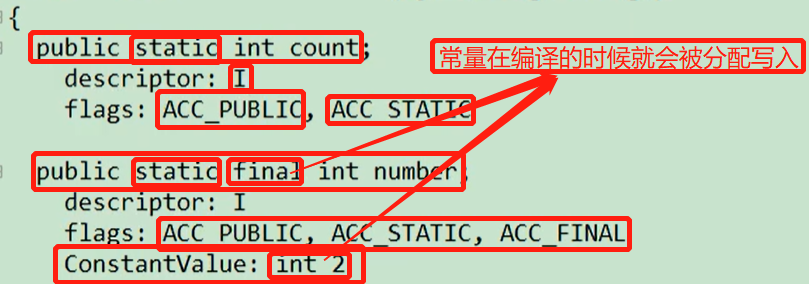 {
public static int count;
常量在编译的时候就会被分配写入
descriptor: I
flags: ACC_PUBLIC, ACC_STATIC
public static final int number;
descriptor: I
flags: ACC_PUBLIC, ACC_STATIC, ACC_FINAL
ConstantValue: int 2